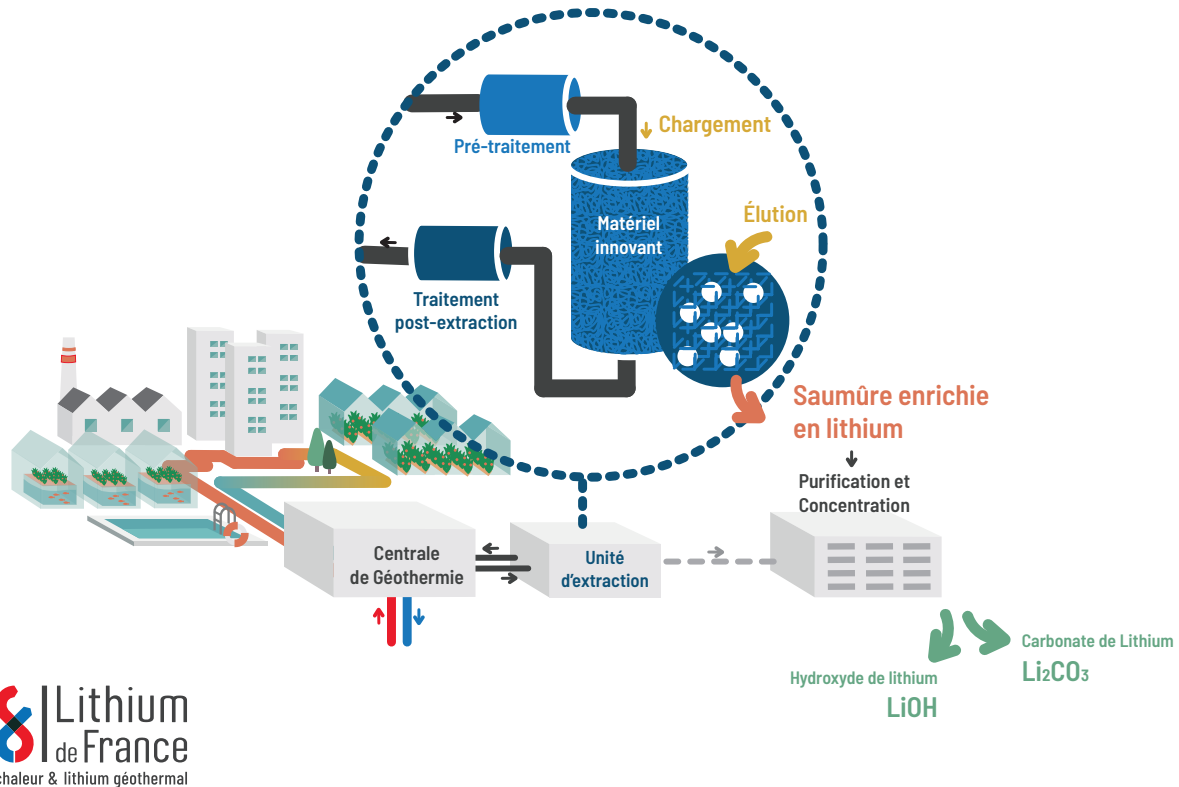 Chargement
Pré-traitement
Matériel
innovant
Élution
Traitement
post-extraction
Saumûre enrichie
en lithium
Purification et
Concentration
Centrale
de Géothermie
Unité
d'extraction
Carbonate de Lithium
Li₂CO₃
Hydroxyde de lithium
LiOH
Lithium
de France
chaleur & lithium géothermal